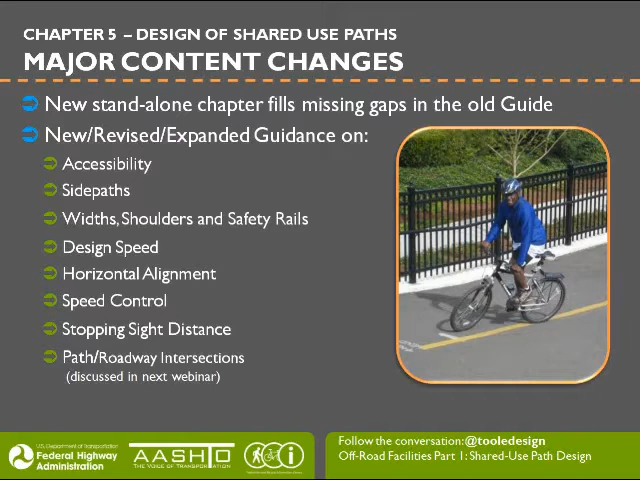 CHAPTER 5 – DESIGN OF SHARED USE PATHS
MAJOR CONTENT CHANGES
New stand-alone chapter fills missing gaps in the old Guide
New/Revised/Expanded Guidance on:
Accessibility
Sidepaths
Widths, Shoulders and Safety Rails
Design Speed
Horizontal Alignment
Speed Control
Stopping Sight Distance
Path/Roadway Intersections
(discussed in next webinar)
U.S. Department of Transportation
Federal Highway
Administration
AASHTO
THE VOICE OF TRANSPORTATION
Follow the conversation: @tooledesign
Off-Road Facilities Part 1: Shared-Use Path Design